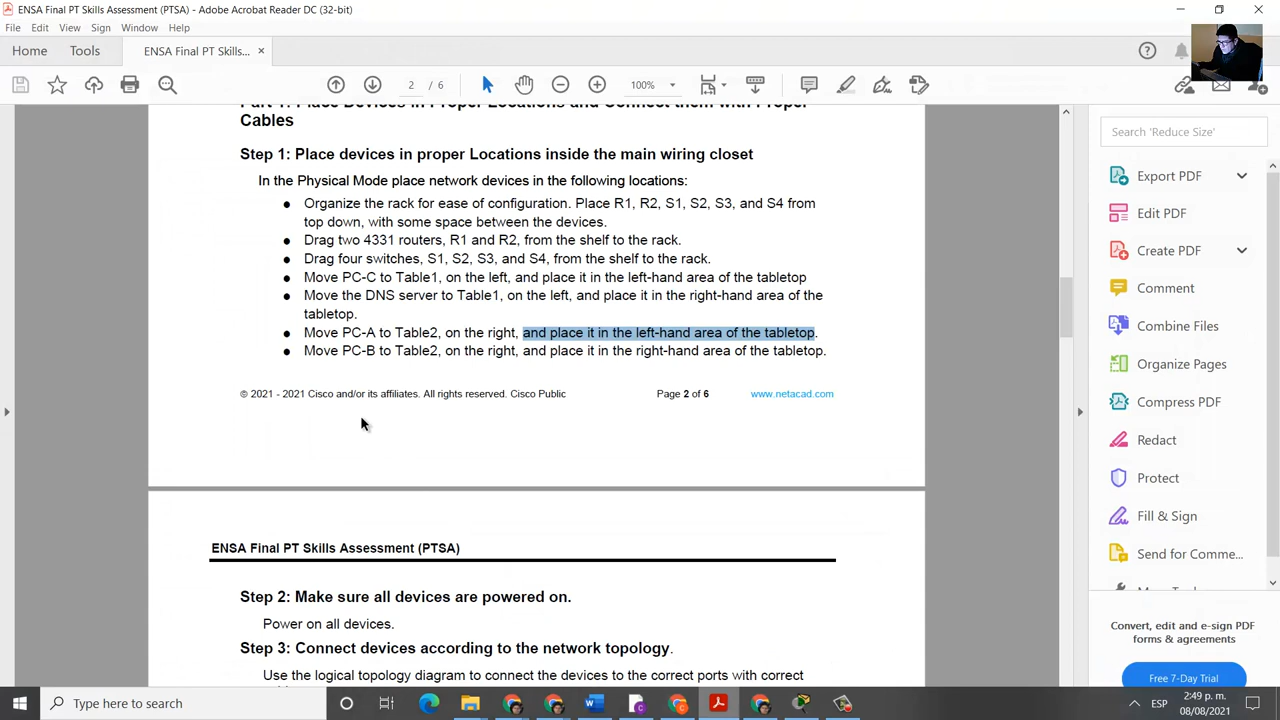 ENSA Final PT Skills Assessment (PTSA) - Adobe Acrobat Reader DC (32-bit)
File Edit View Sign Window Help
Home Tools ENSA Final PT Skills... ×
2 / 6 100%
Part 1: Place Devices in Proper Locations and Connect them with Proper
Cables
Step 1: Place devices in proper Locations inside the main wiring closet
In the Physical Mode place network devices in the following locations:
● Organize the rack for ease of configuration. Place R1, R2, S1, S2, S3, and S4 from
top down, with some space between the devices.
● Drag two 4331 routers, R1 and R2, from the shelf to the rack.
● Drag four switches, S1, S2, S3, and S4, from the shelf to the rack.
● Move PC-C to Table1, on the left, and place it in the left-hand area of the tabletop
● Move the DNS server to Table1, on the left, and place it in the right-hand area of the
tabletop.
● Move PC-A to Table2, on the right, and place it in the left-hand area of the tabletop.
● Move PC-B to Table2, on the right, and place it in the right-hand area of the tabletop.
© 2021 - 2021 Cisco and/or its affiliates. All rights reserved. Cisco Public Page 2 of 6 www.netacad.com
ENSA Final PT Skills Assessment (PTSA)
Step 2: Make sure all devices are powered on.
Power on all devices.
Step 3: Connect devices according to the network topology.
Use the logical topology diagram to connect the devices to the correct ports with correct
Search 'Reduce Size'
Export PDF
Edit PDF
Create PDF
Comment
Combine Files
Organize Pages
Compress PDF
Redact
Protect
Fill & Sign
Send for Comme...
Convert, edit and e-sign PDF
forms & agreements
Free 7-Day Trial
Type here to search
ESP
2:49 p. m.
08/08/2021